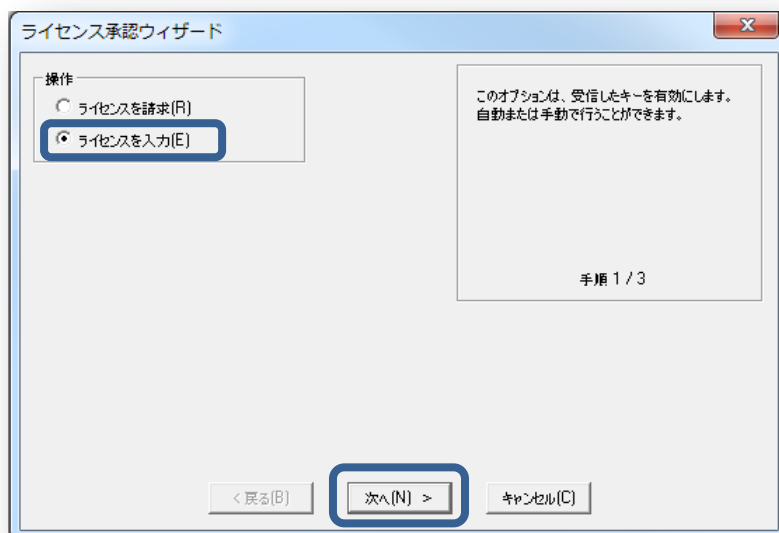 ライセンス承認ウィザード
操作
ライセンスを請求(R)
ライセンスを入力(E)
このオプションは、受信したキーを有効にします。
自動または手動で行うことができます。
手順 1 / 3
< 戻る(B)
次へ(N) >
キャンセル(C)